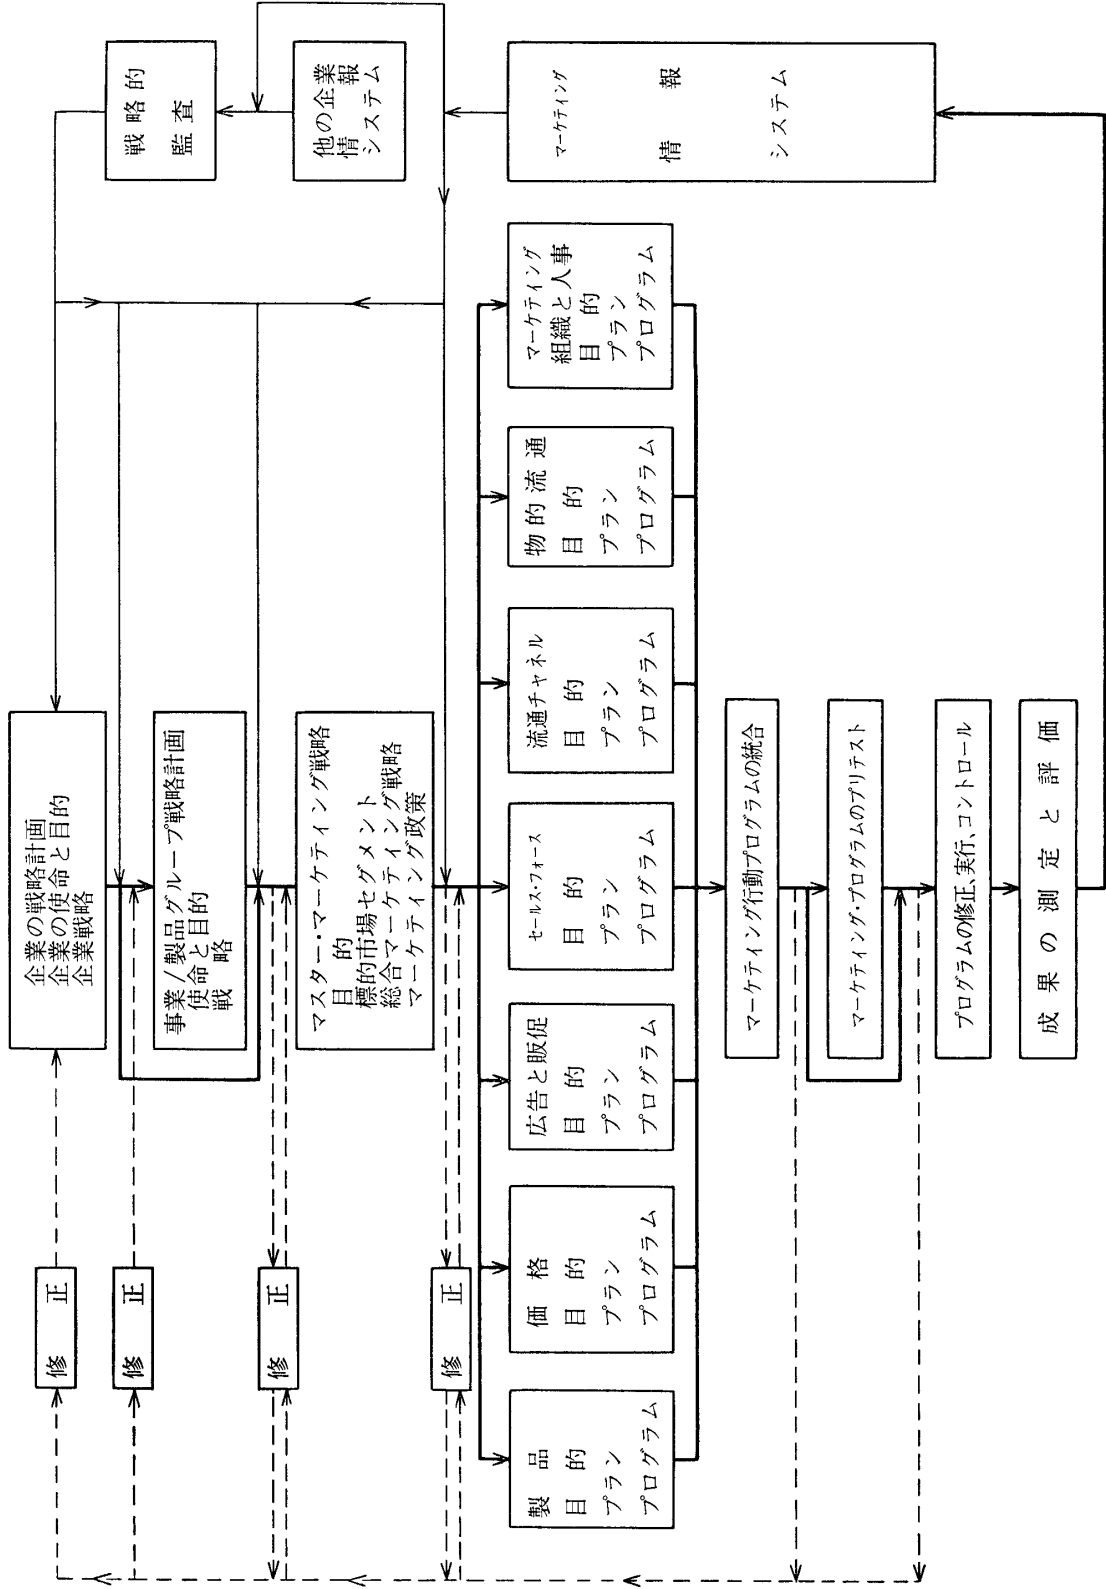 企業の戦略計画
企業の使命と目的
企業戦略
事業／製品グループ戦略計画
使命と目的
戦　略
マスター・マーケティング戦略
目　的
標的市場セグメント
総合マーケティング戦略
マーケティング政策
戦略的
監査
他の企業
情報
システム
マーケティング
情報
システム
修正
修正
修正
修正
製品
目的
プラン
プログラム
価格
目的
プラン
プログラム
広告と販促
目的
プラン
プログラム
セールス・フォース
目的
プラン
プログラム
流通チャネル
目的
プラン
プログラム
物的流通
目的
プラン
プログラム
マーケティング
組織と人事
目的
プラン
プログラム
マーケティング行動プログラムの統合
マーケティング・プログラムのプリテスト
プログラムの修正、実行、コントロール
成果の測定と評価